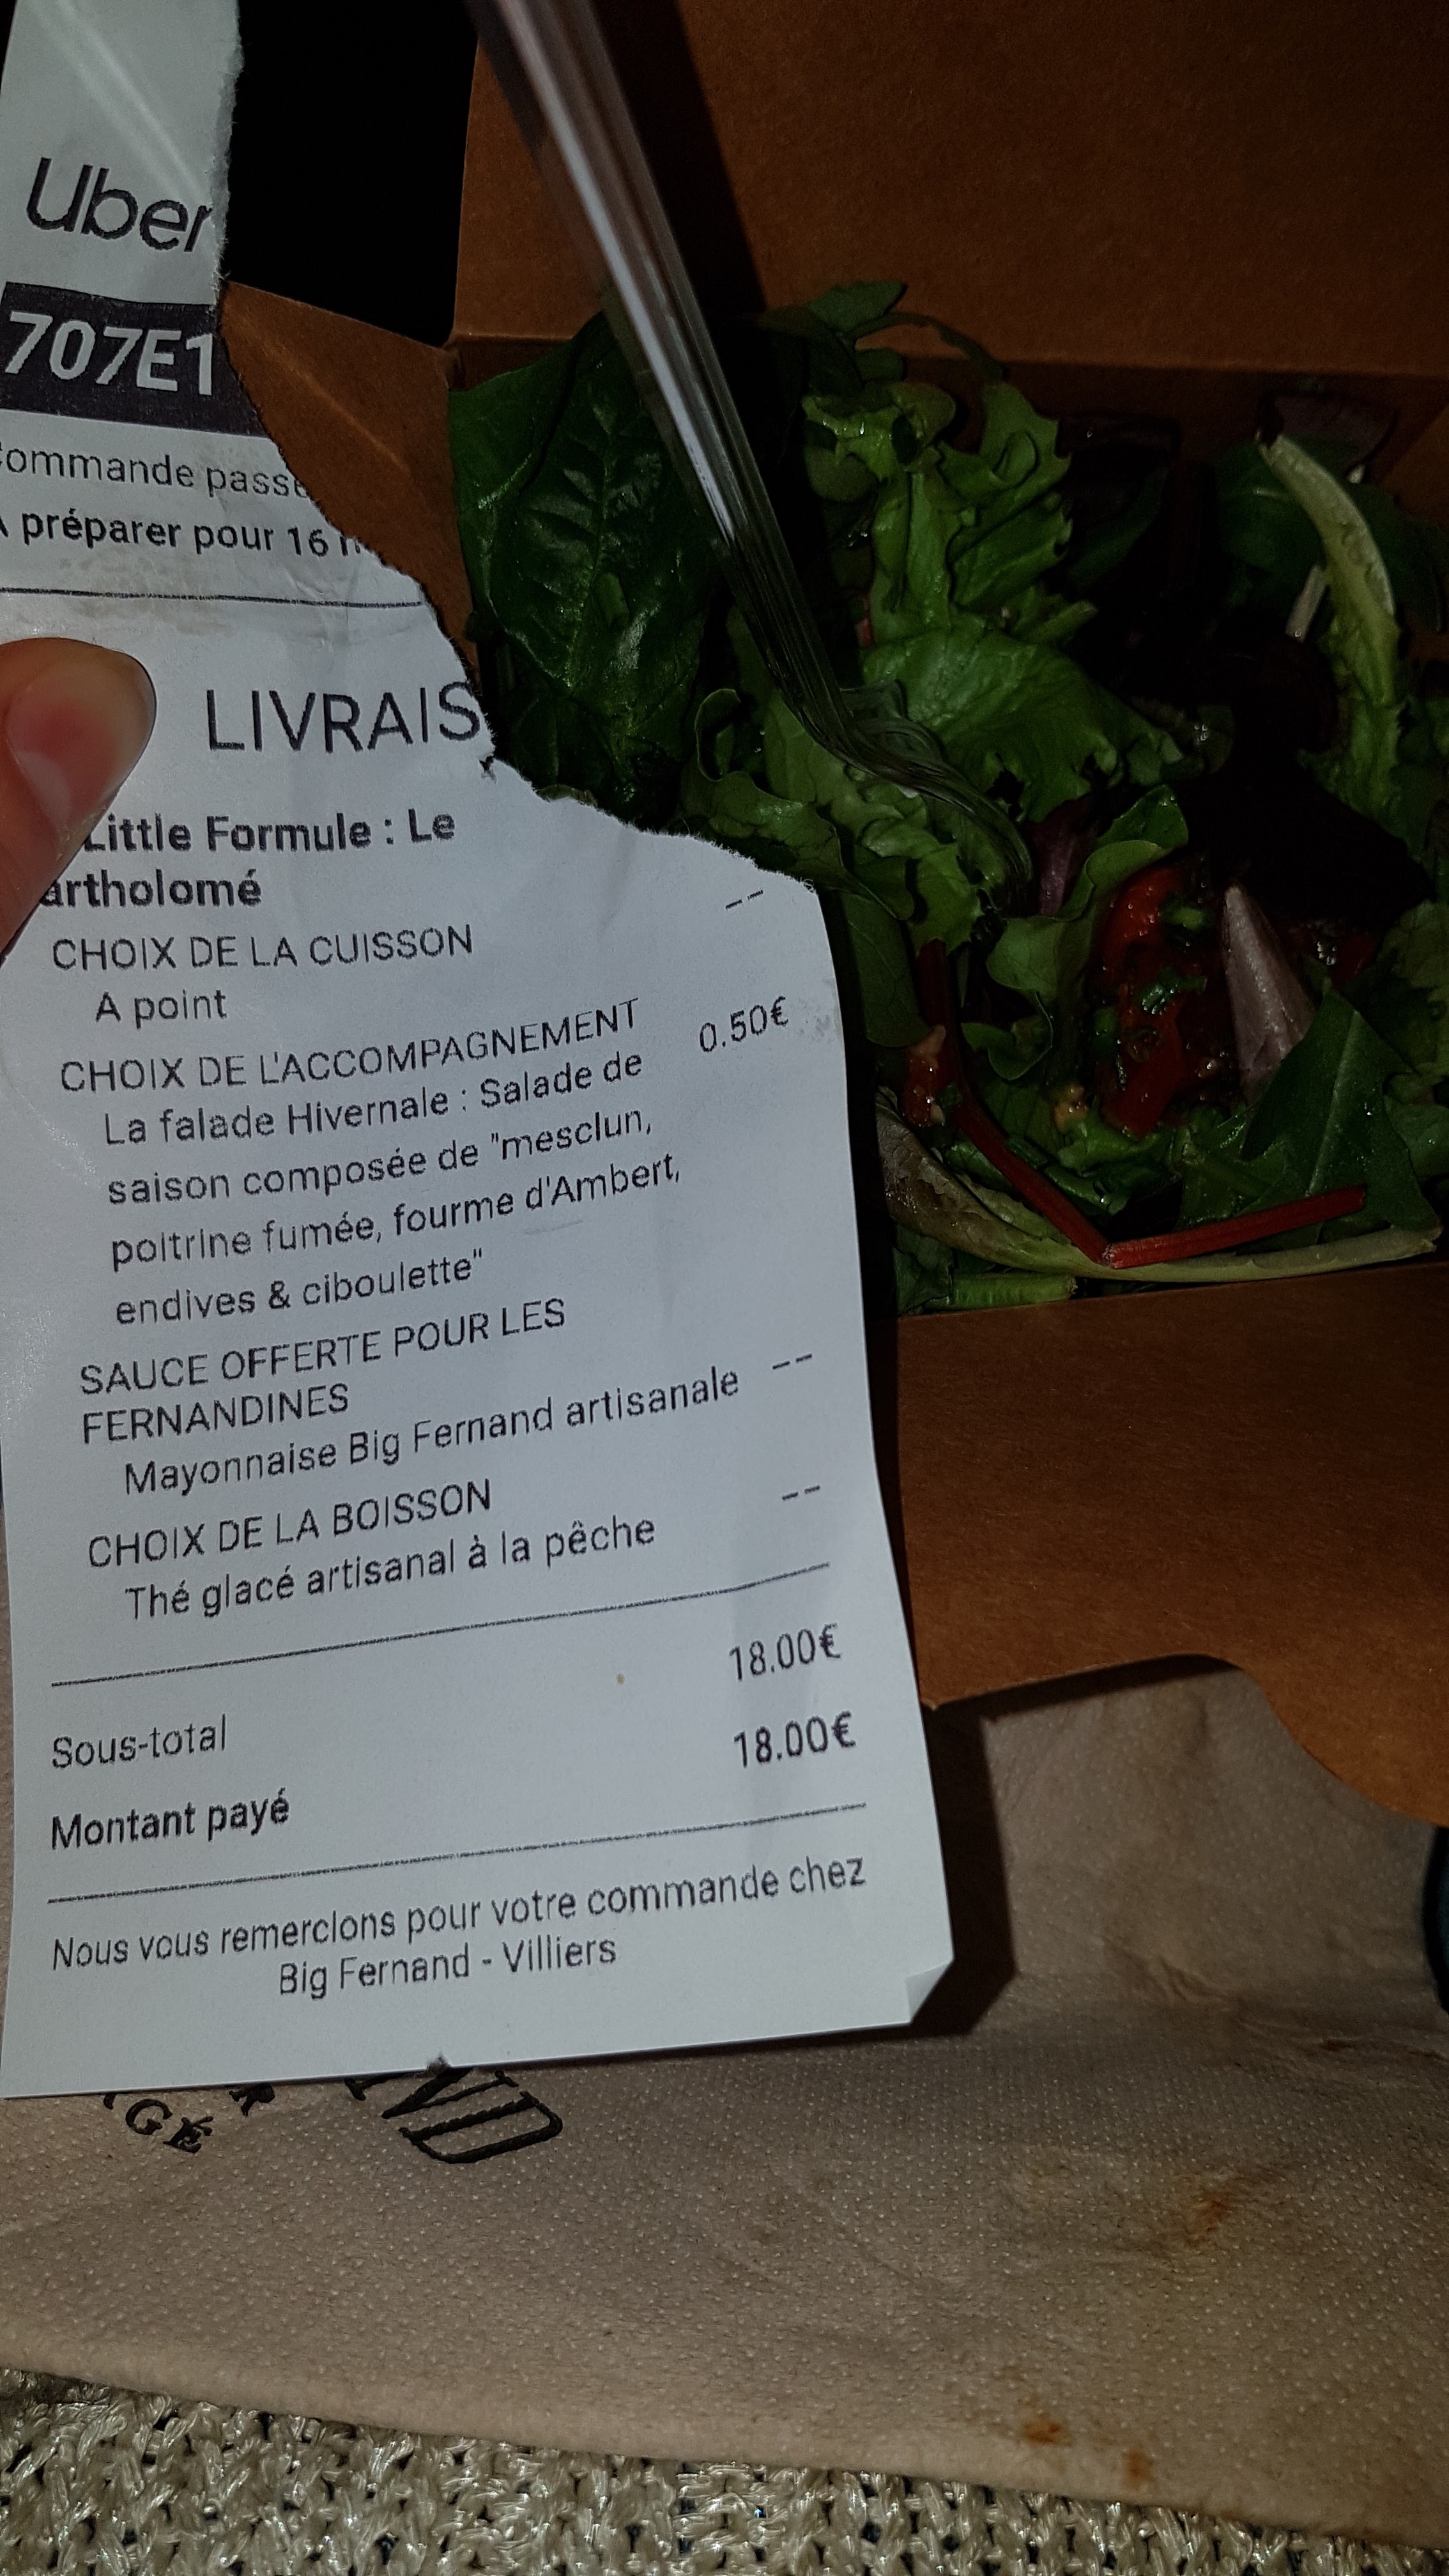 Uber
707E1
ommande passé
À préparer pour 16
LIVRAIS
Little Formule : Le
artholomé
--
CHOIX DE LA CUISSON
A point
CHOIX DE L'ACCOMPAGNEMENT
La falade Hivernale : Salade de 0.50€
saison composée de "mesclun,
poitrine fumée, fourme d'Ambert,
endives & ciboulette"
SAUCE OFFERTE POUR LES
FERNANDINES
Mayonnaise Big Fernand artisanale --
CHOIX DE LA BOISSON
Thé glacé artisanal à la pêche --
Sous-total 18.00€
Montant payé 18.00€
Nous vous remercions pour votre commande chez
Big Fernand - Villiers
GÉ
R
ND